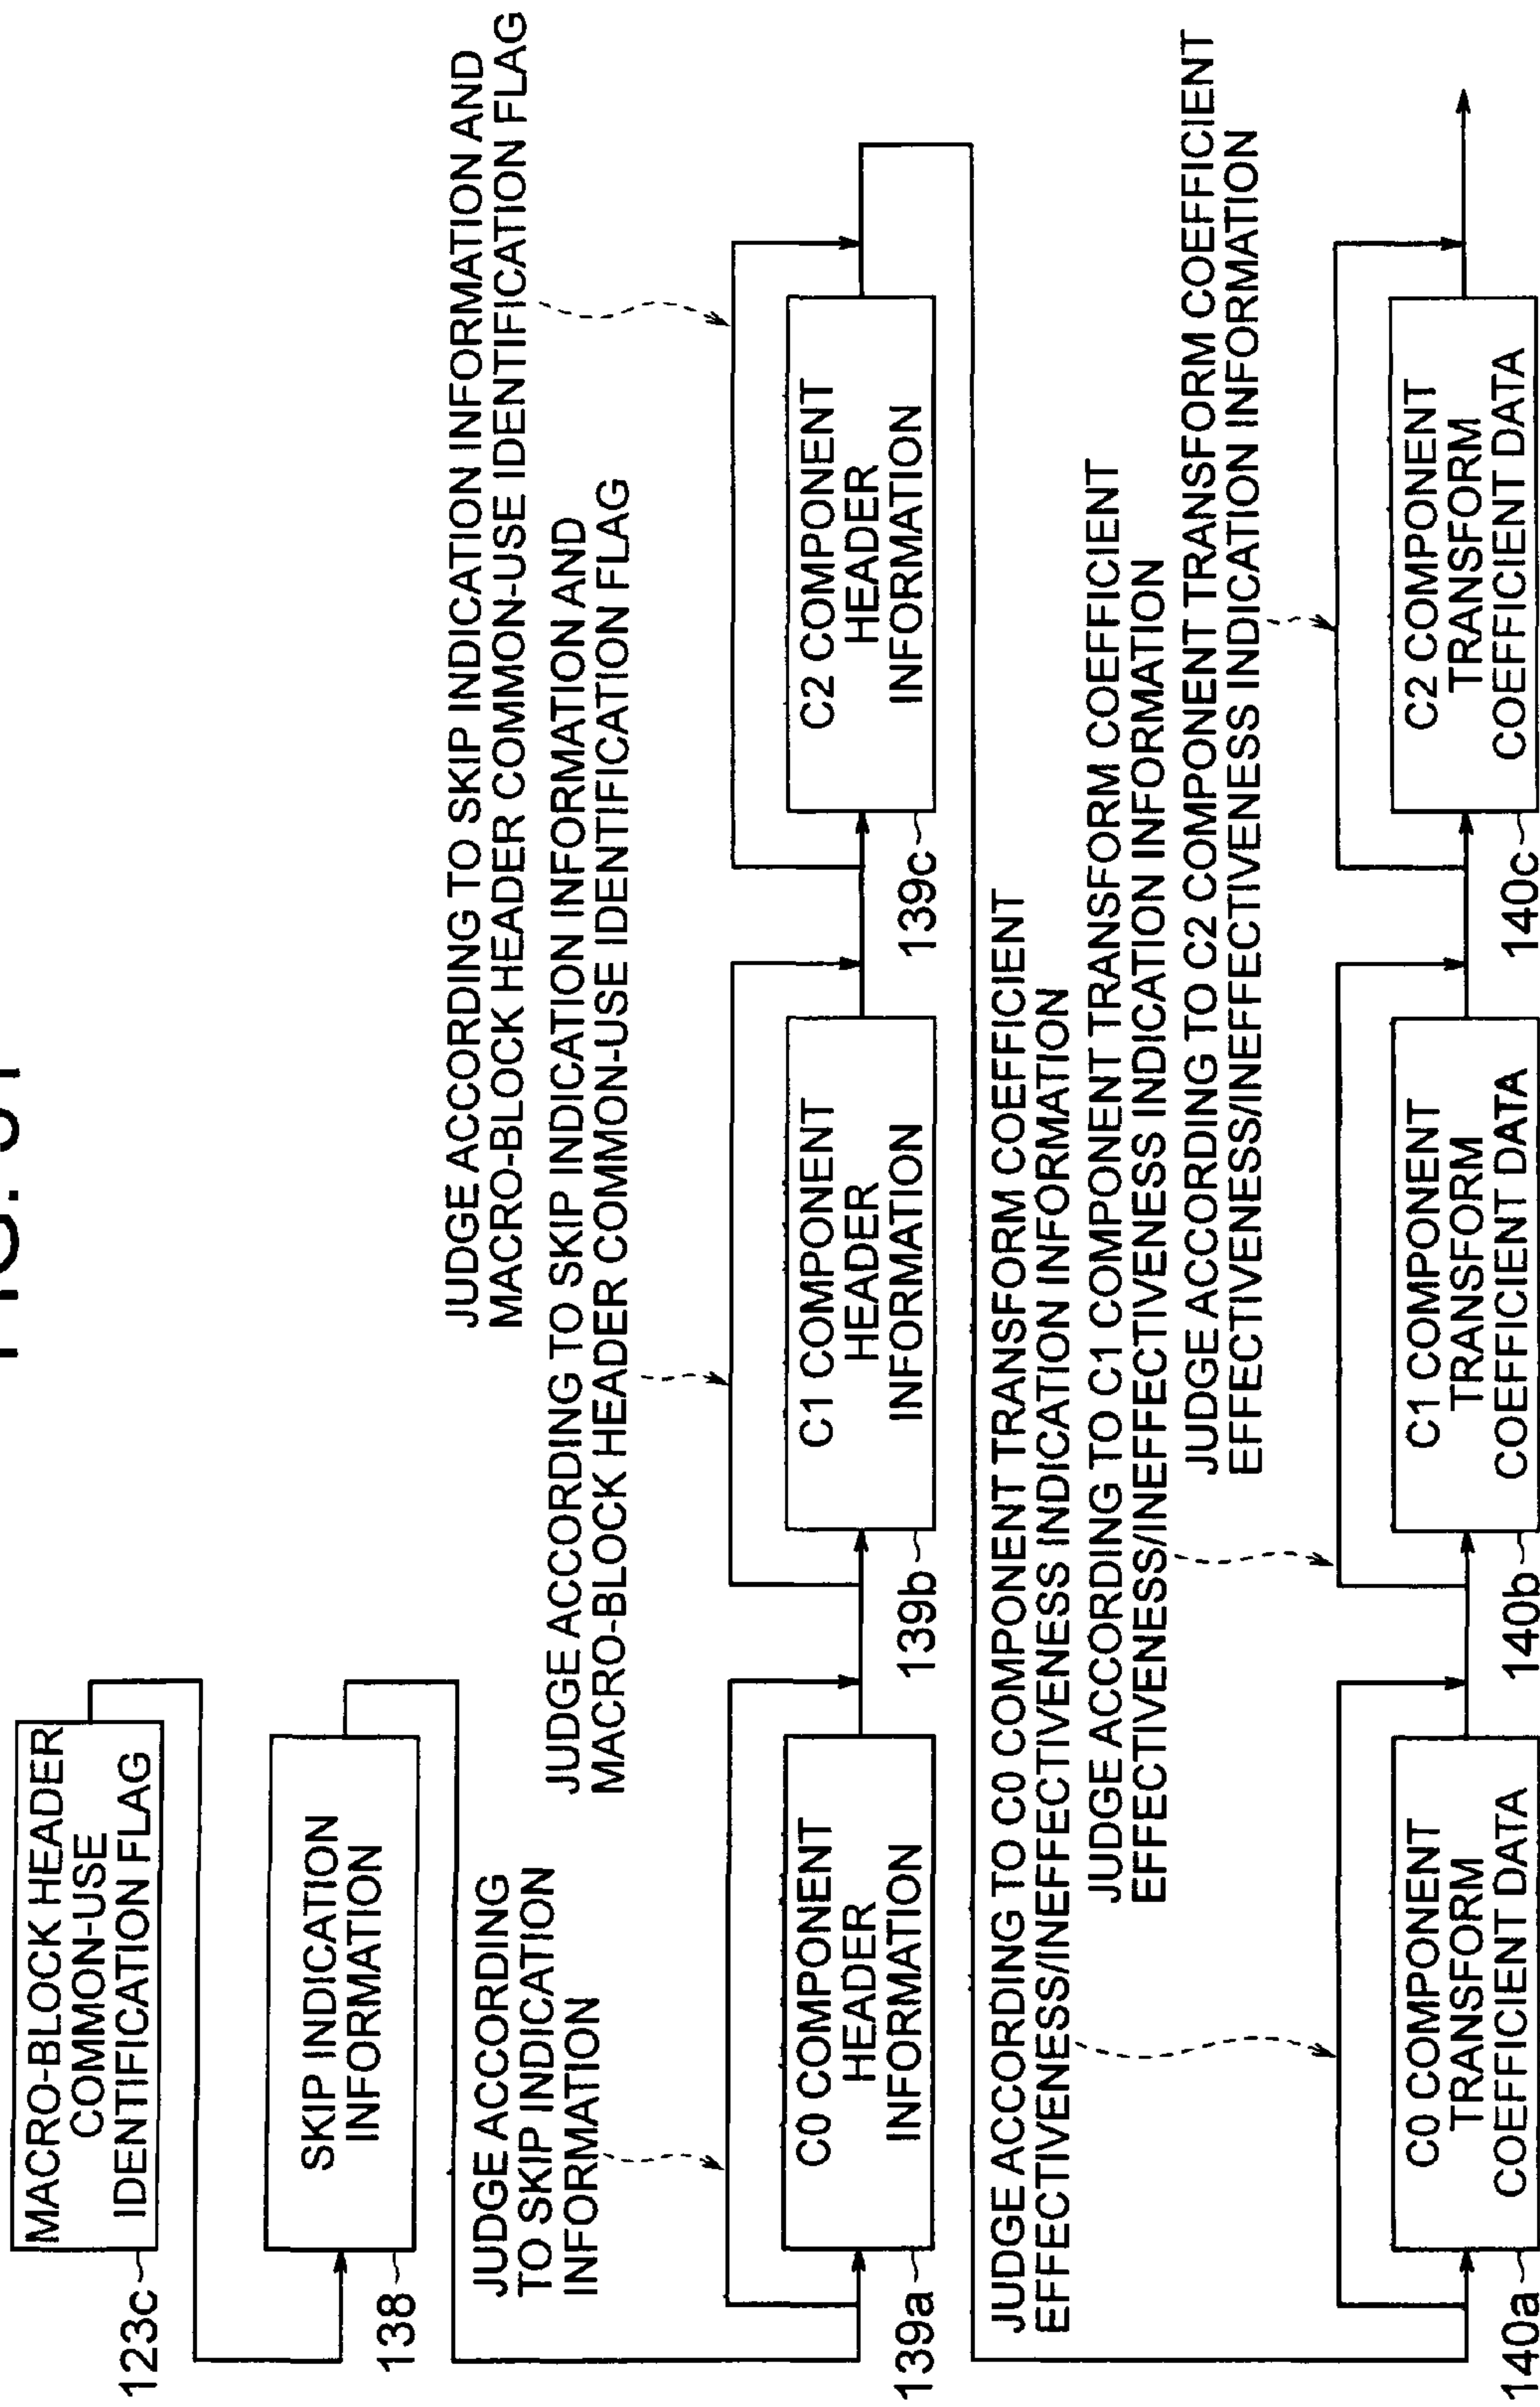 MACRO-BLOCK HEADER
COMMON-USE
IDENTIFICATION FLAG
123c
SKIP INDICATION
INFORMATION
138
JUDGE ACCORDING
TO SKIP INDICATION
INFORMATION
JUDGE ACCORDING TO SKIP INDICATION INFORMATION AND
MACRO-BLOCK HEADER COMMON-USE IDENTIFICATION FLAG
JUDGE ACCORDING TO SKIP INDICATION INFORMATION AND
MACRO-BLOCK HEADER COMMON-USE IDENTIFICATION FLAG
C0 COMPONENT
HEADER
INFORMATION
139a
C1 COMPONENT
HEADER
INFORMATION
139b
C2 COMPONENT
HEADER
INFORMATION
139c
JUDGE ACCORDING TO C0 COMPONENT TRANSFORM COEFFICIENT
EFFECTIVENESS/INEFFECTIVENESS INDICATION INFORMATION
JUDGE ACCORDING TO C1 COMPONENT TRANSFORM COEFFICIENT
EFFECTIVENESS/INEFFECTIVENESS INDICATION INFORMATION
JUDGE ACCORDING TO C2 COMPONENT TRANSFORM COEFFICIENT
EFFECTIVENESS/INEFFECTIVENESS INDICATION INFORMATION
C0 COMPONENT
TRANSFORM
COEFFICIENT DATA
140a
C1 COMPONENT
TRANSFORM
COEFFICIENT DATA
140b
C2 COMPONENT
TRANSFORM
COEFFICIENT DATA
140c